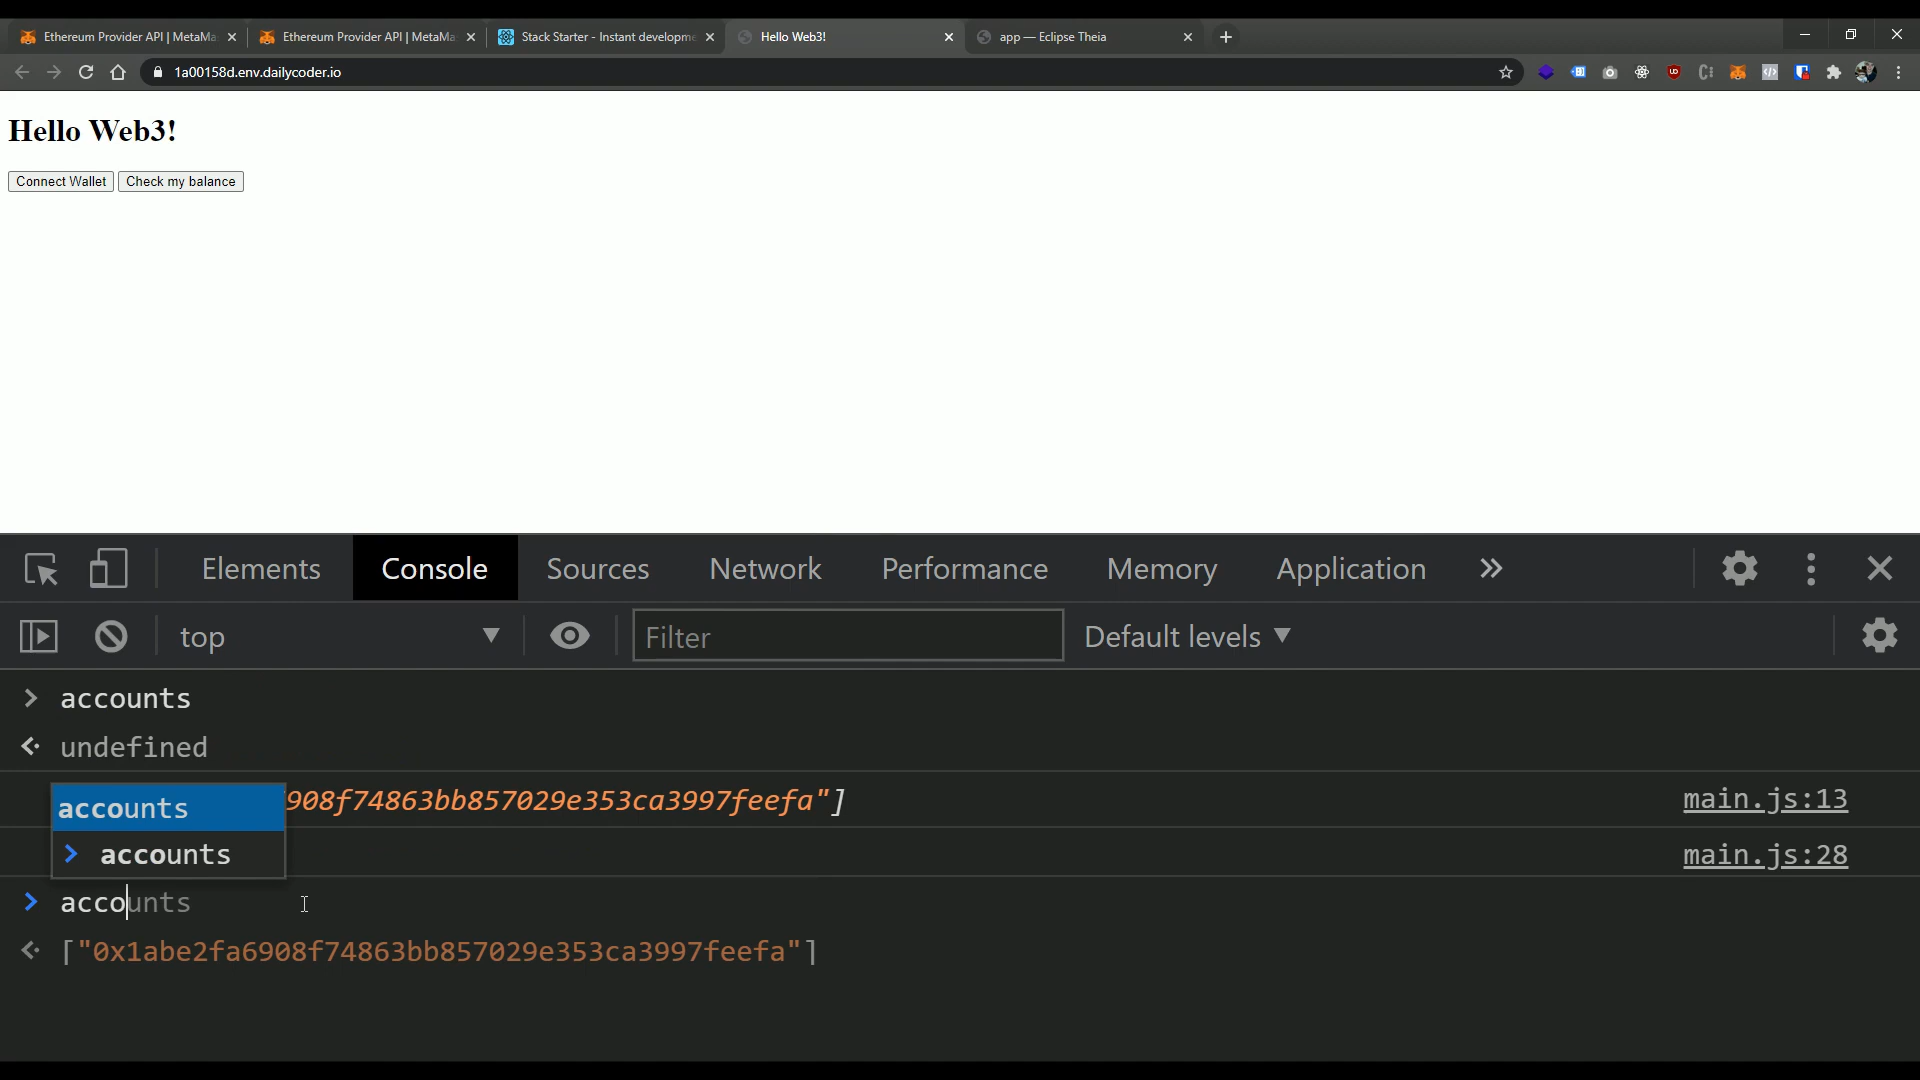 Ethereum Provider API | MetaMa
Ethereum Provider API | MetaMa
Stack Starter - Instant developme
Hello Web3!
app — Eclipse Theia
1a00158d.env.dailycoder.io
Hello Web3!
Connect Wallet
Check my balance
Elements
Console
Sources
Network
Performance
Memory
Application
top
Filter
Default levels
accounts
undefined
908f74863bb857029e353ca3997feefa"]
main.js:13
accounts
accounts
main.js:28
accounts
["0x1abe2fa6908f74863bb857029e353ca3997feefa"]